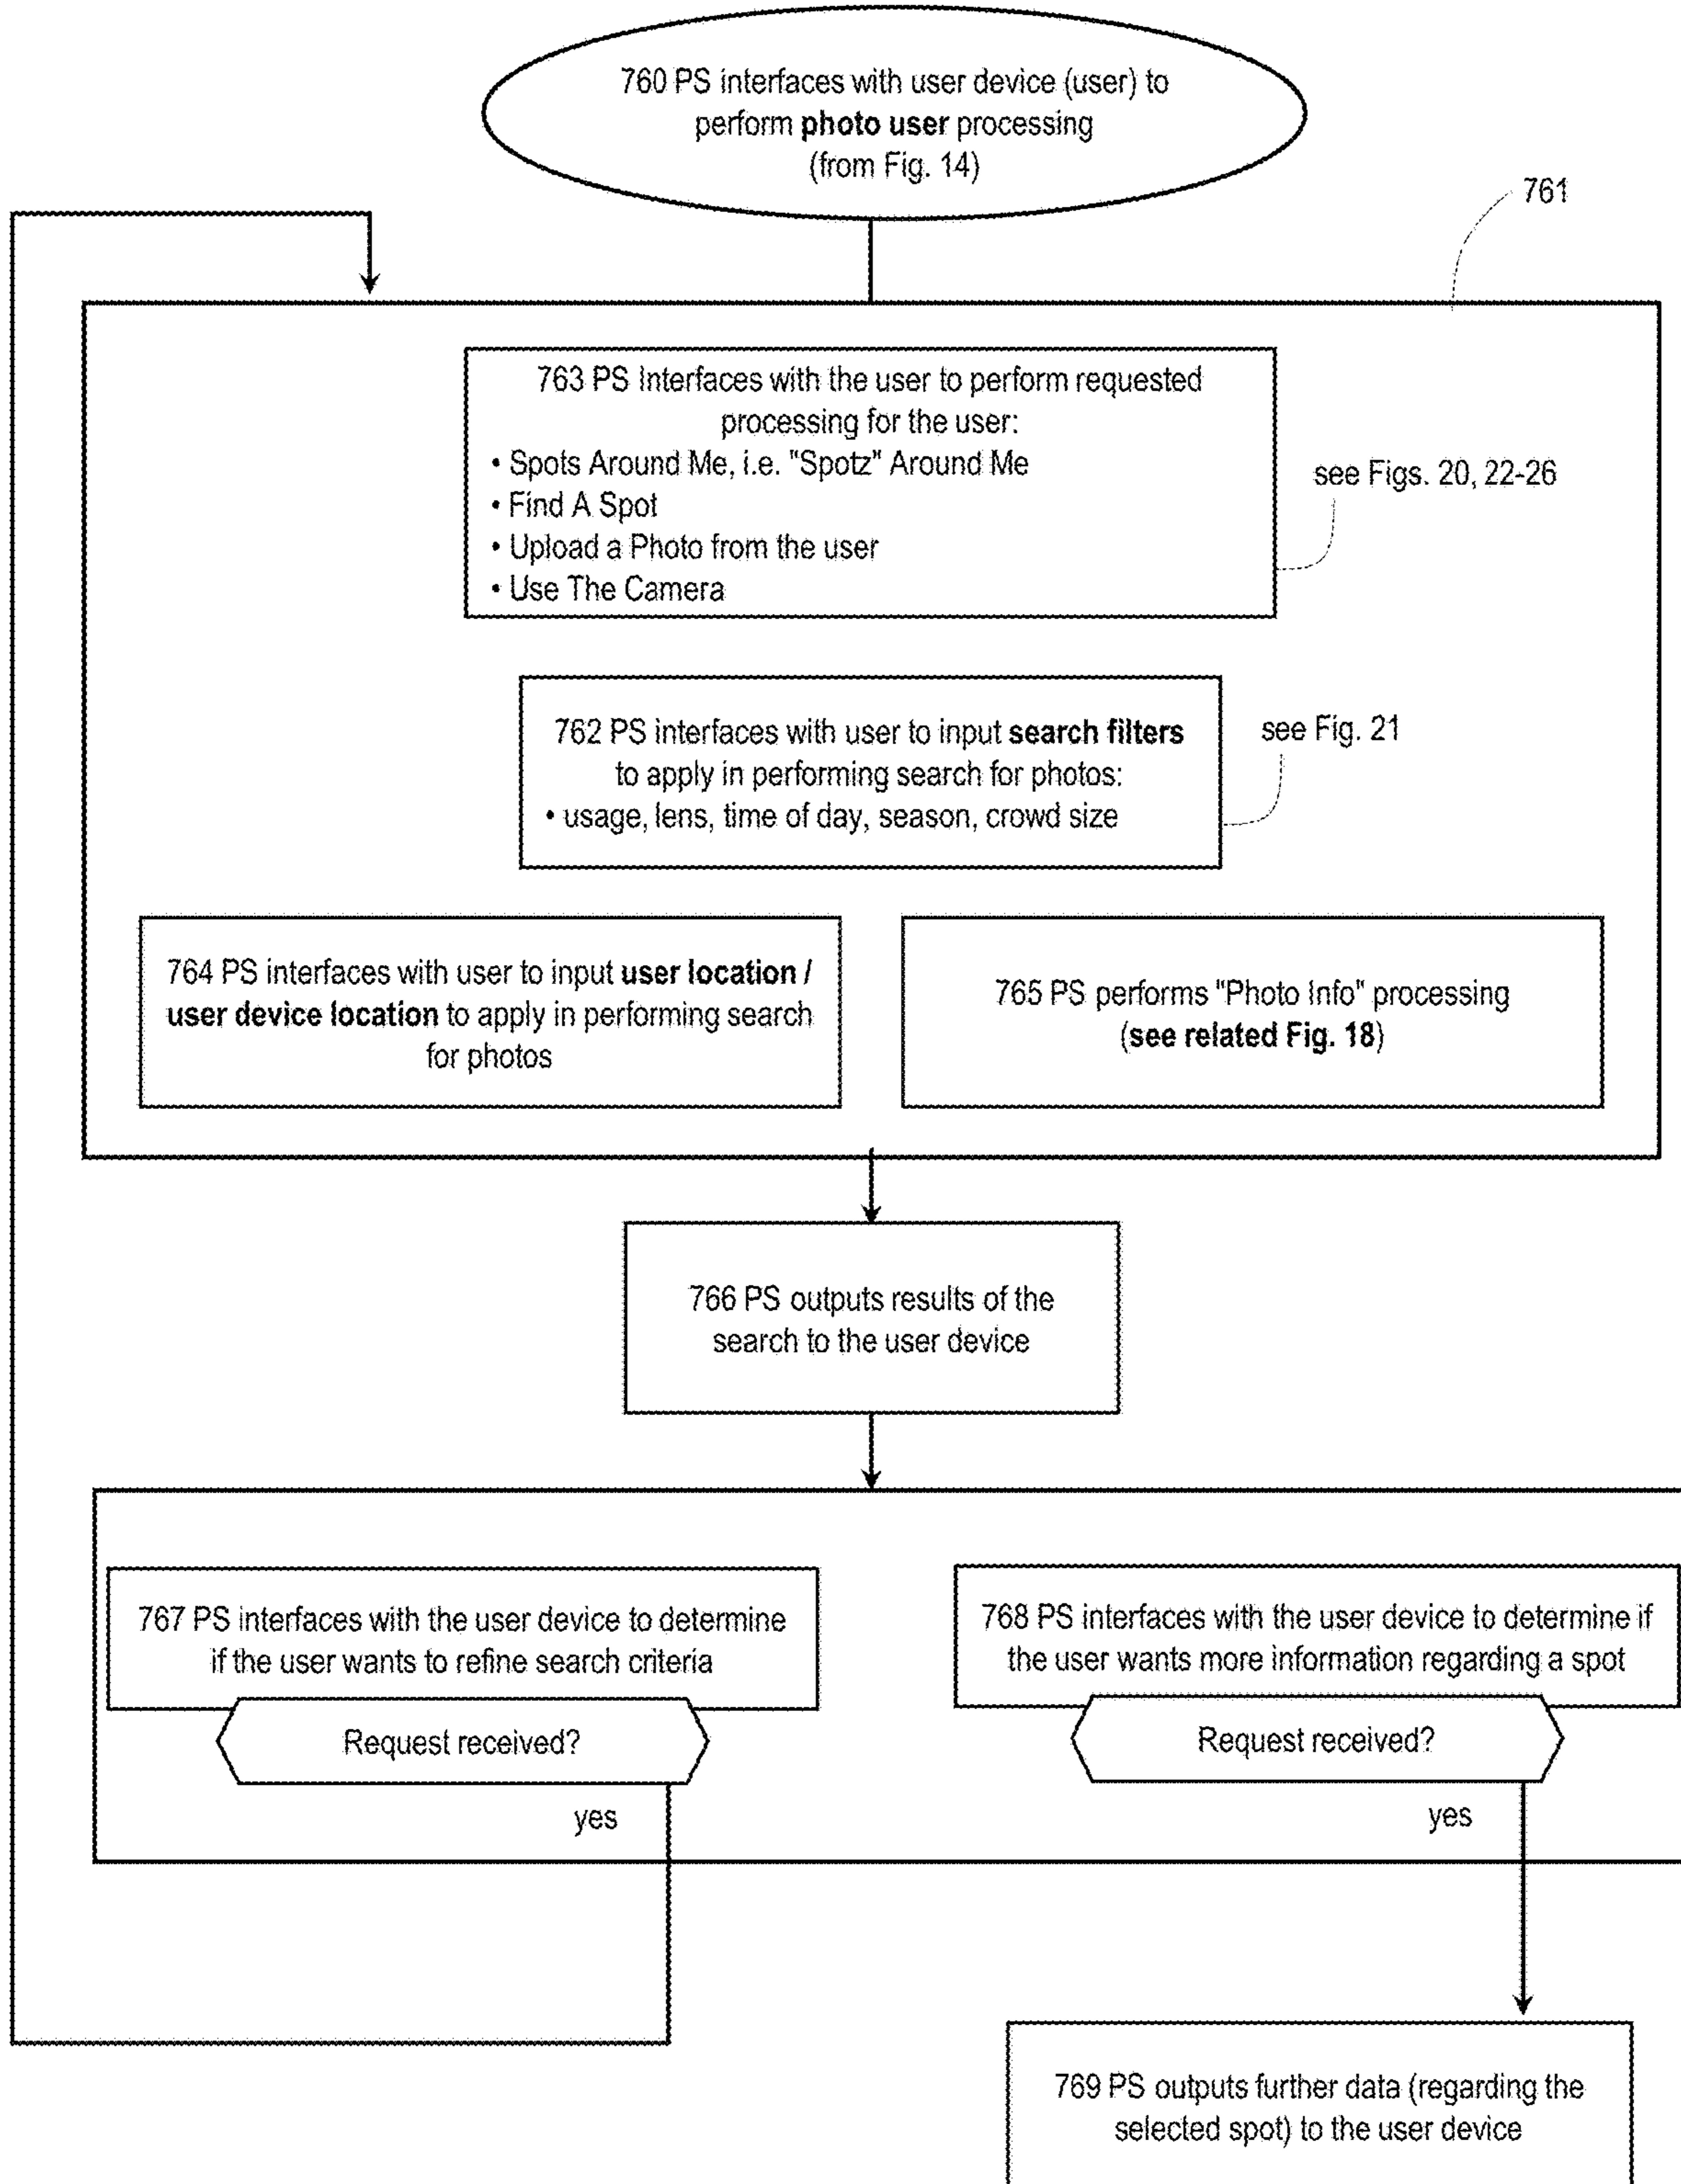 760 PS interfaces with user device (user) to
perform photo user processing
(from Fig. 14)
761
763 PS Interfaces with the user to perform requested
processing for the user:
• Spots Around Me, i.e. "Spotz" Around Me
• Find A Spot
• Upload a Photo from the user
• Use The Camera
see Figs. 20, 22-26
762 PS interfaces with user to input search filters
to apply in performing search for photos:
• usage, lens, time of day, season, crowd size
see Fig. 21
764 PS interfaces with user to input user location /
user device location to apply in performing search
for photos
765 PS performs "Photo Info" processing
(see related Fig. 18)
766 PS outputs results of the
search to the user device
767 PS interfaces with the user device to determine
if the user wants to refine search criteria
Request received?
yes
768 PS interfaces with the user device to determine if
the user wants more information regarding a spot
Request received?
yes
769 PS outputs further data (regarding the
selected spot) to the user device